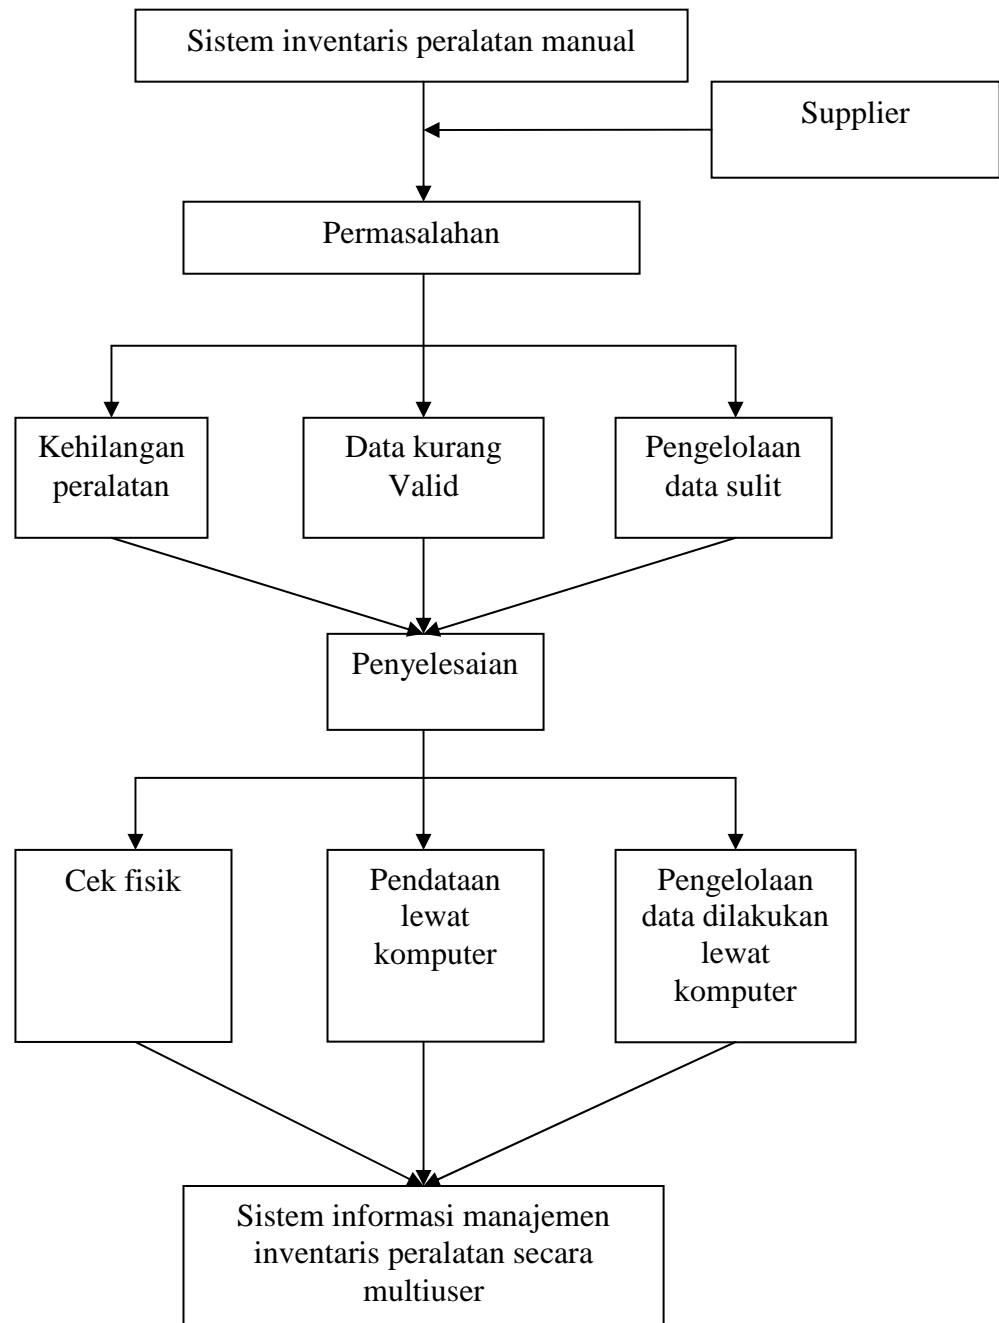 Sistem inventaris peralatan manual
Supplier
Permasalahan
Kehilangan
peralatan
Data kurang
Valid
Pengelolaan
data sulit
Penyelesaian
Cek fisik
Pendataan
lewat
komputer
Pengelolaan
data dilakukan
lewat
komputer
Sistem informasi manajemen
inventaris peralatan secara
multiuser